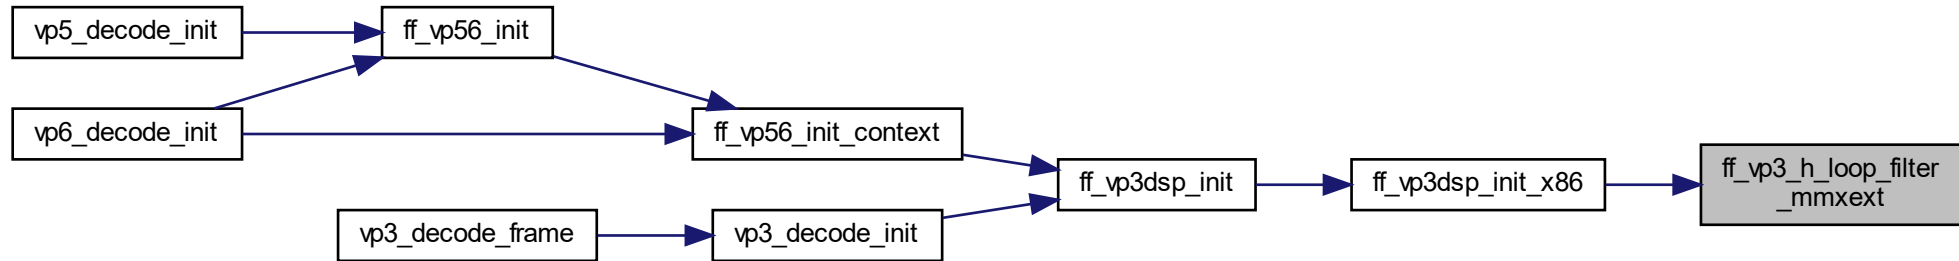 vp5_decode_init
ff_vp56_init
vp6_decode_init
ff_vp56_init_context
ff_vp3dsp_init
ff_vp3dsp_init_x86
ff_vp3_h_loop_filter
_mmxext
vp3_decode_frame
vp3_decode_init